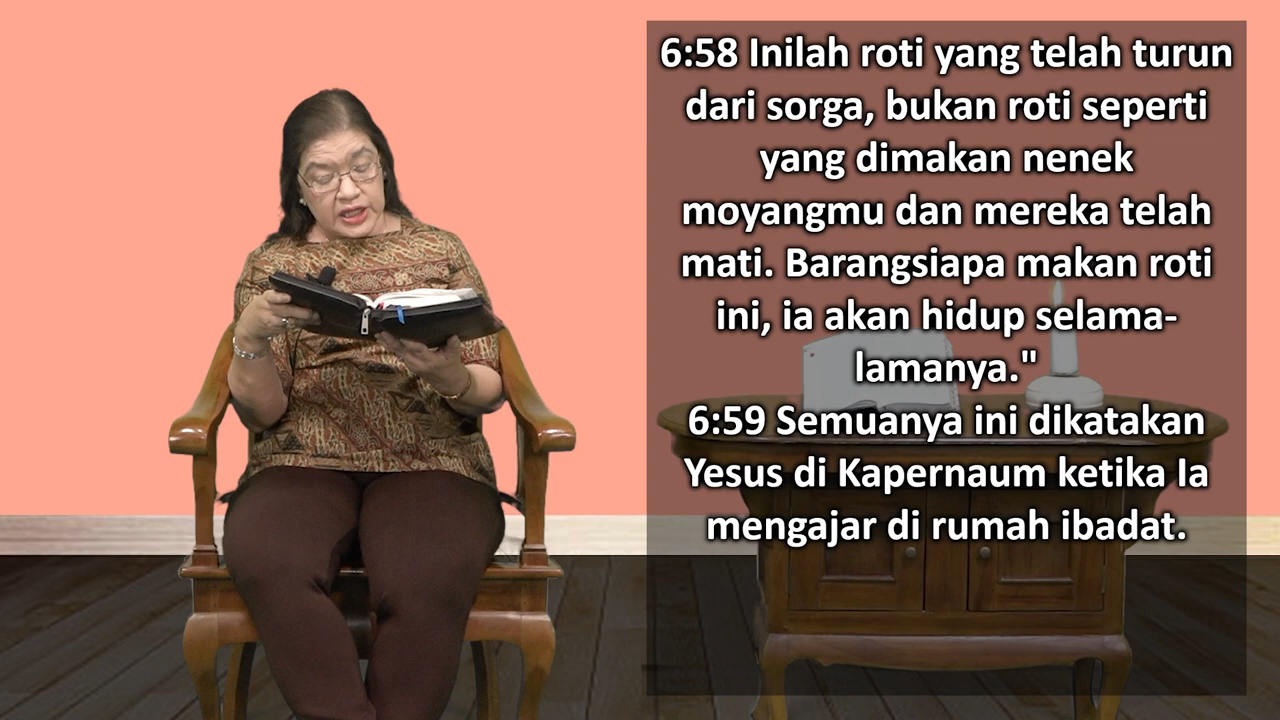 6:58 Inilah roti yang telah turun
dari sorga, bukan roti seperti
yang dimakan nenek
moyangmu dan mereka telah
mati. Barangsiapa makan roti
ini, ia akan hidup selama-
lamanya."
6:59 Semuanya ini dikatakan
Yesus di Kapernaum ketika Ia
mengajar di rumah ibadat.